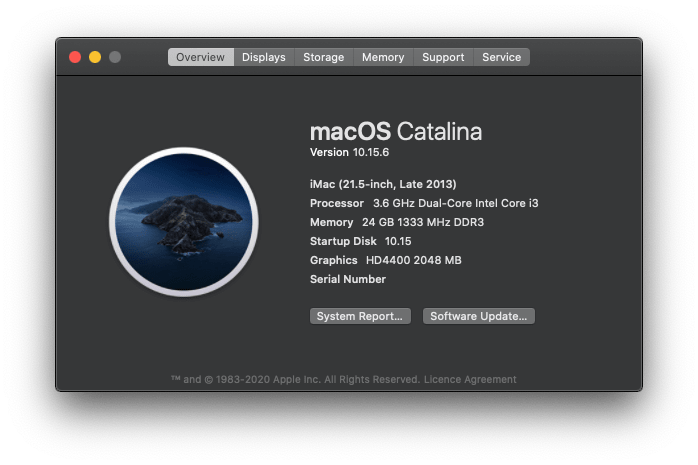 Overview Displays Storage Memory Support Service
macOS Catalina
Version 10.15.6
iMac (21.5-inch, Late 2013)
Processor 3.6 GHz Dual-Core Intel Core i3
Memory 24 GB 1333 MHz DDR3
Startup Disk 10.15
Graphics HD4400 2048 MB
Serial Number
System Report... Software Update...
™ and © 1983-2020 Apple Inc. All Rights Reserved. Licence Agreement